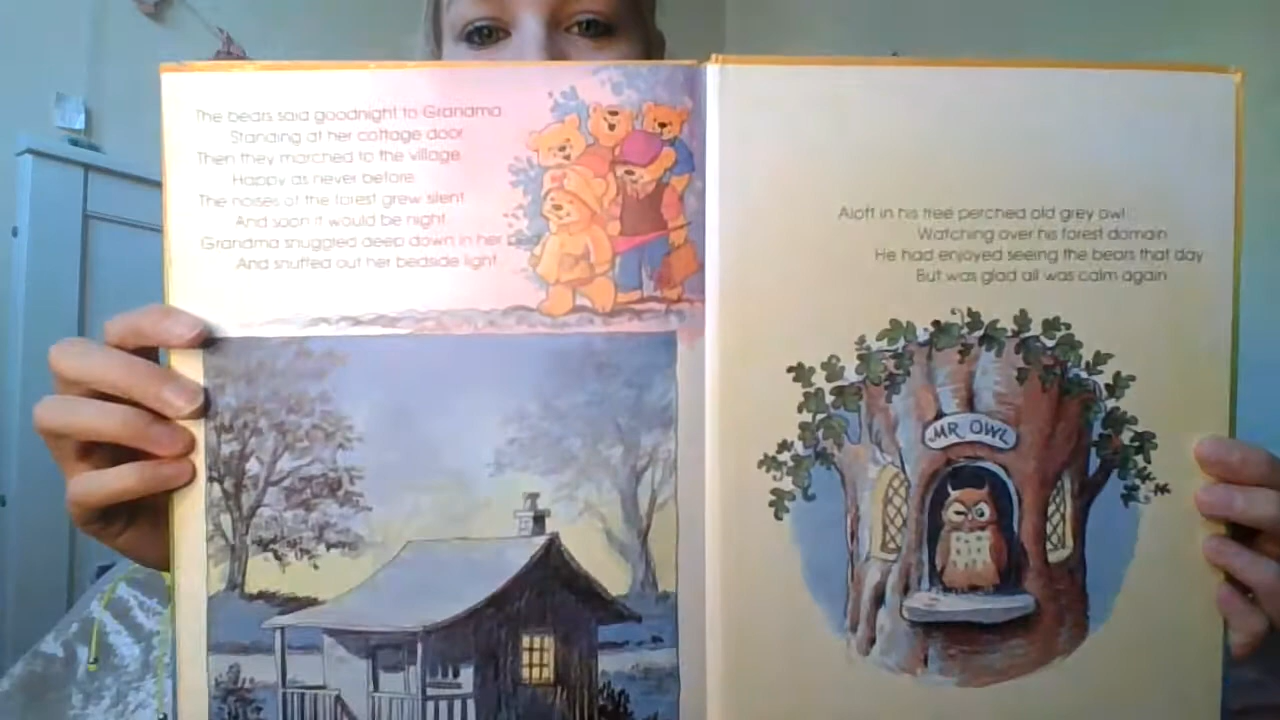 The bears said goodnight to Grandma
Standing at her cottage door
Then they marched to the village
Happy as never before.
The noises of the forest grew silent
And soon it would be night
Grandma snuggled deep down in her
And snuffed out her bedside light
Aloft in his tree perched old grey owl
Watching over his forest domain
He had enjoyed seeing the bears that day
But was glad all was calm again
MR. OWL